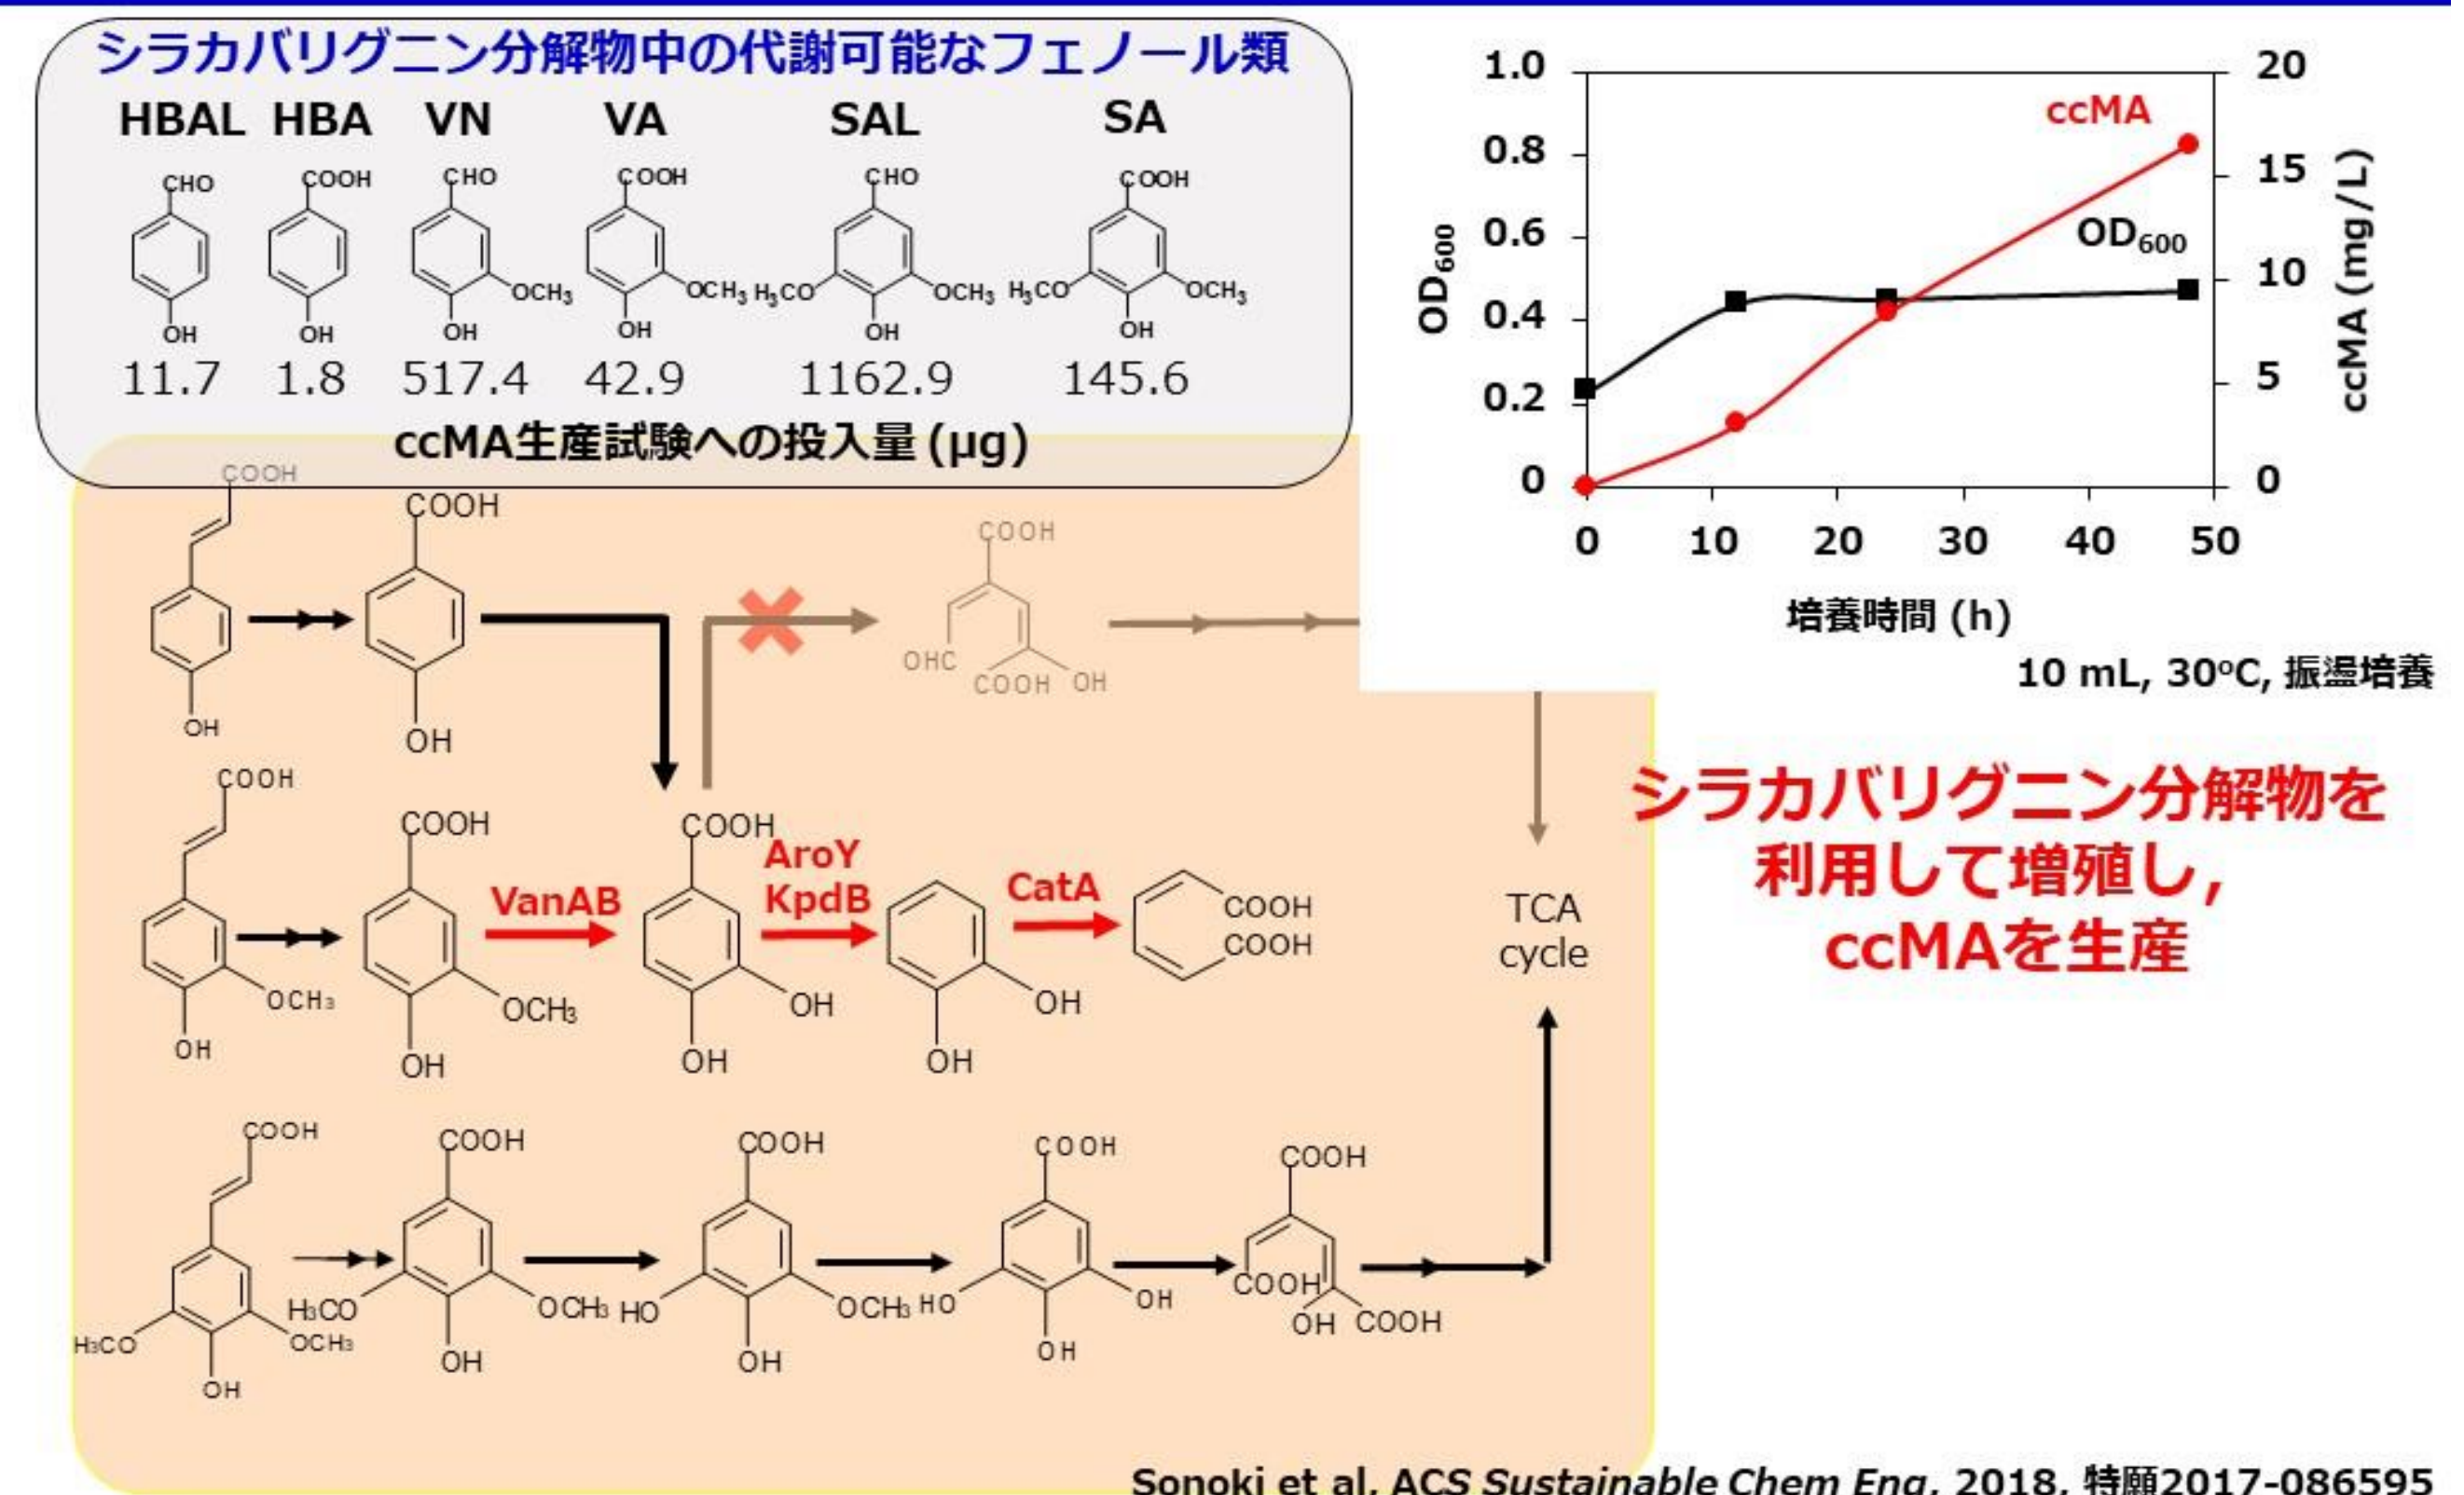 シラカバリグニン分解物中の代謝可能なフェノール類
HBAL HBA VN VA SAL SA
CHO COOH CHO COOH CHO COOH
OCH3 OCH3 H3CO OCH3 H3CO OCH3
OH OH OH OH OH OH
11.7 1.8 517.4 42.9 1162.9 145.6
ccMA生産試験への投入量 (μg)
1.0
0.8
0.6
0.4
0.2
0
OD600
20
15
10
5
0
ccMA (mg/L)
ccMA
OD600
0 10 20 30 40 50
培養時間 (h)
10 mL, 30oC, 振盪培養
COOH
COOH
COOH
OHC
COOH OH
OH
OH
COOH
COOH
COOH
AroY
VanAB KpdB CatA
COOH
COOH
OCH3
OCH3
OH
OH
OH
OH
OH
OH
TCA
cycle
シラカバリグニン分解物を
利用して増殖し,
ccMAを生産
COOH
COOH
COOH
COOH
COOH
COOH
H3CO OCH3 HO OCH3 HO OH
OH COOH
H3CO OCH3
OH
OH
OH
OH
Sonoki et al, ACS Sustainable Chem Eng, 2018, 特願2017-086595